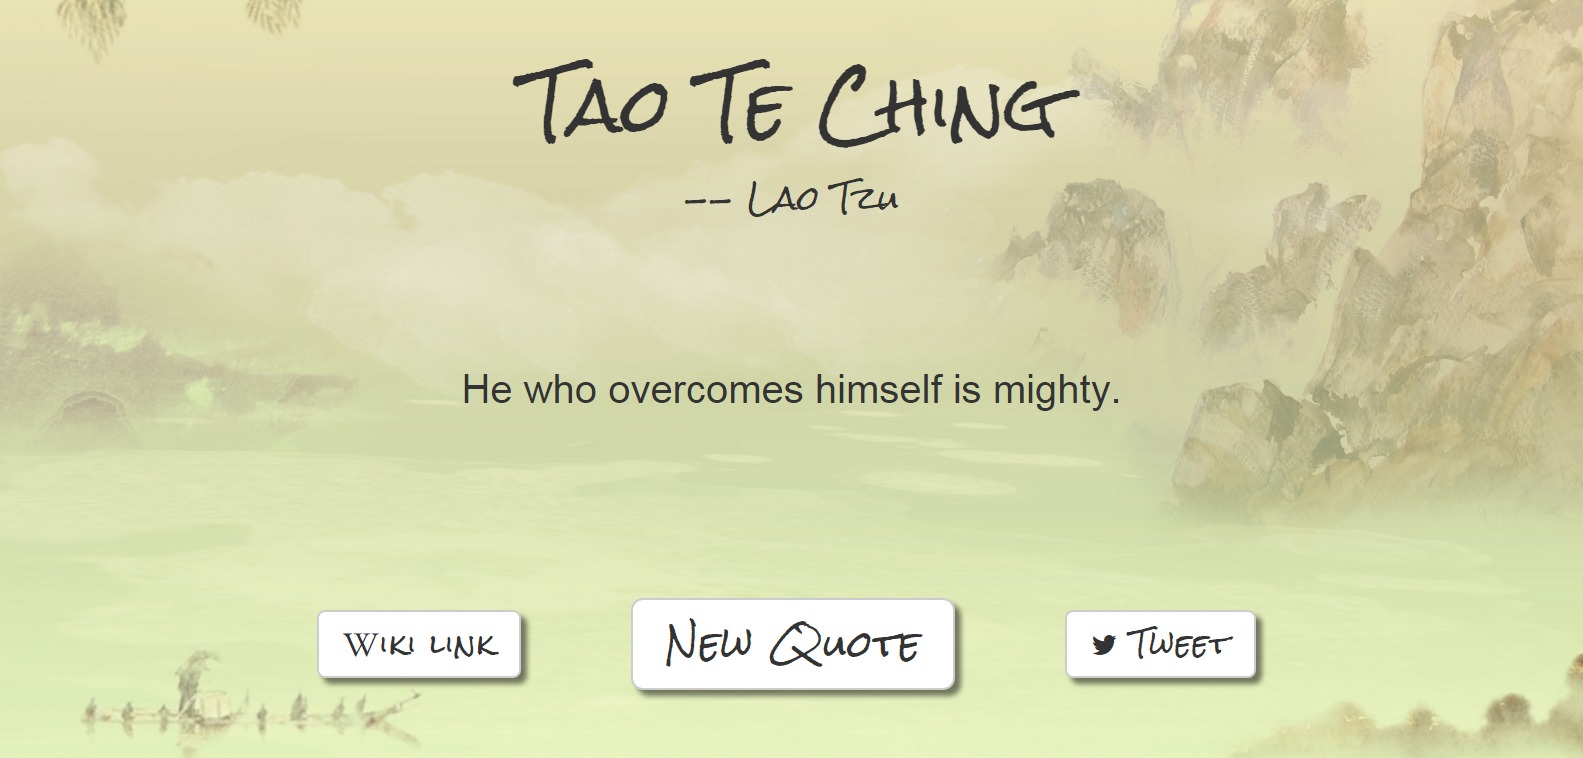 Tao Te Ching
-- Lao Tzu
He who overcomes himself is mighty.
Wiki link
New Quote
Tweet